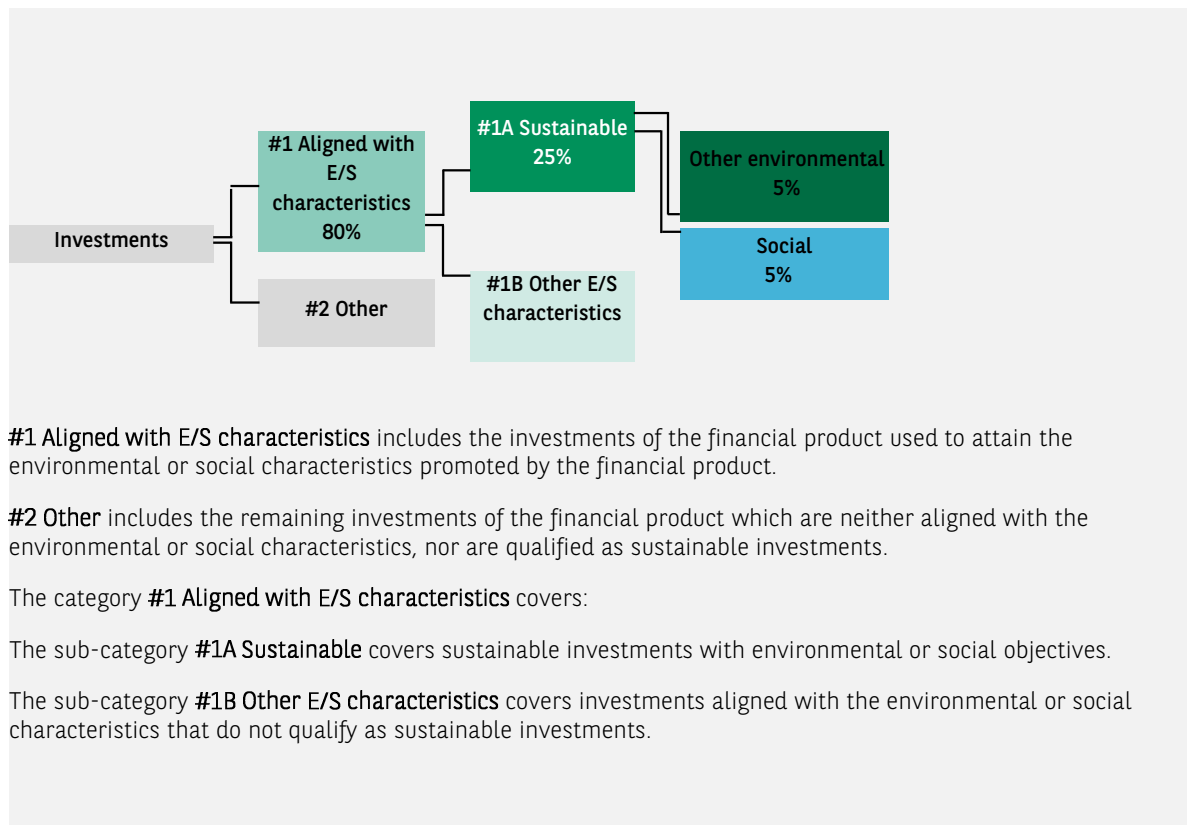 Investments
#1 Aligned with
E/S
characteristics
80%
#2 Other
#1A Sustainable
25%
#1B Other E/S
characteristics
Other environmental
5%
Social
5%
#1 Aligned with E/S characteristics includes the investments of the financial product used to attain the
environmental or social characteristics promoted by the financial product.
#2 Other includes the remaining investments of the financial product which are neither aligned with the
environmental or social characteristics, nor are qualified as sustainable investments.
The category #1 Aligned with E/S characteristics covers:
The sub-category #1A Sustainable covers sustainable investments with environmental or social objectives.
The sub-category #1B Other E/S characteristics covers investments aligned with the environmental or social
characteristics that do not qualify as sustainable investments.